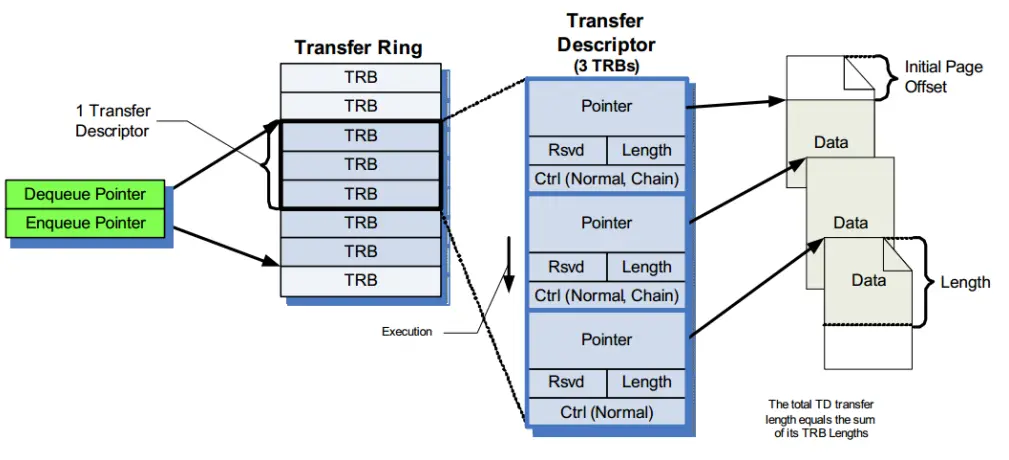 Transfer Ring
TRB
TRB
TRB
TRB
TRB
TRB
TRB
TRB
1 Transfer
Descriptor
Dequeue Pointer
Enqueue Pointer
Transfer
Descriptor
(3 TRBs)
Pointer
Rsvd Length
Ctrl (Normal, Chain)
Pointer
Rsvd Length
Ctrl (Normal, Chain)
Pointer
Rsvd Length
Ctrl (Normal)
Execution
Initial Page
Offset
Data
Data
Data
Length
The total TD transfer
length equals the sum
of its TRB Lengths